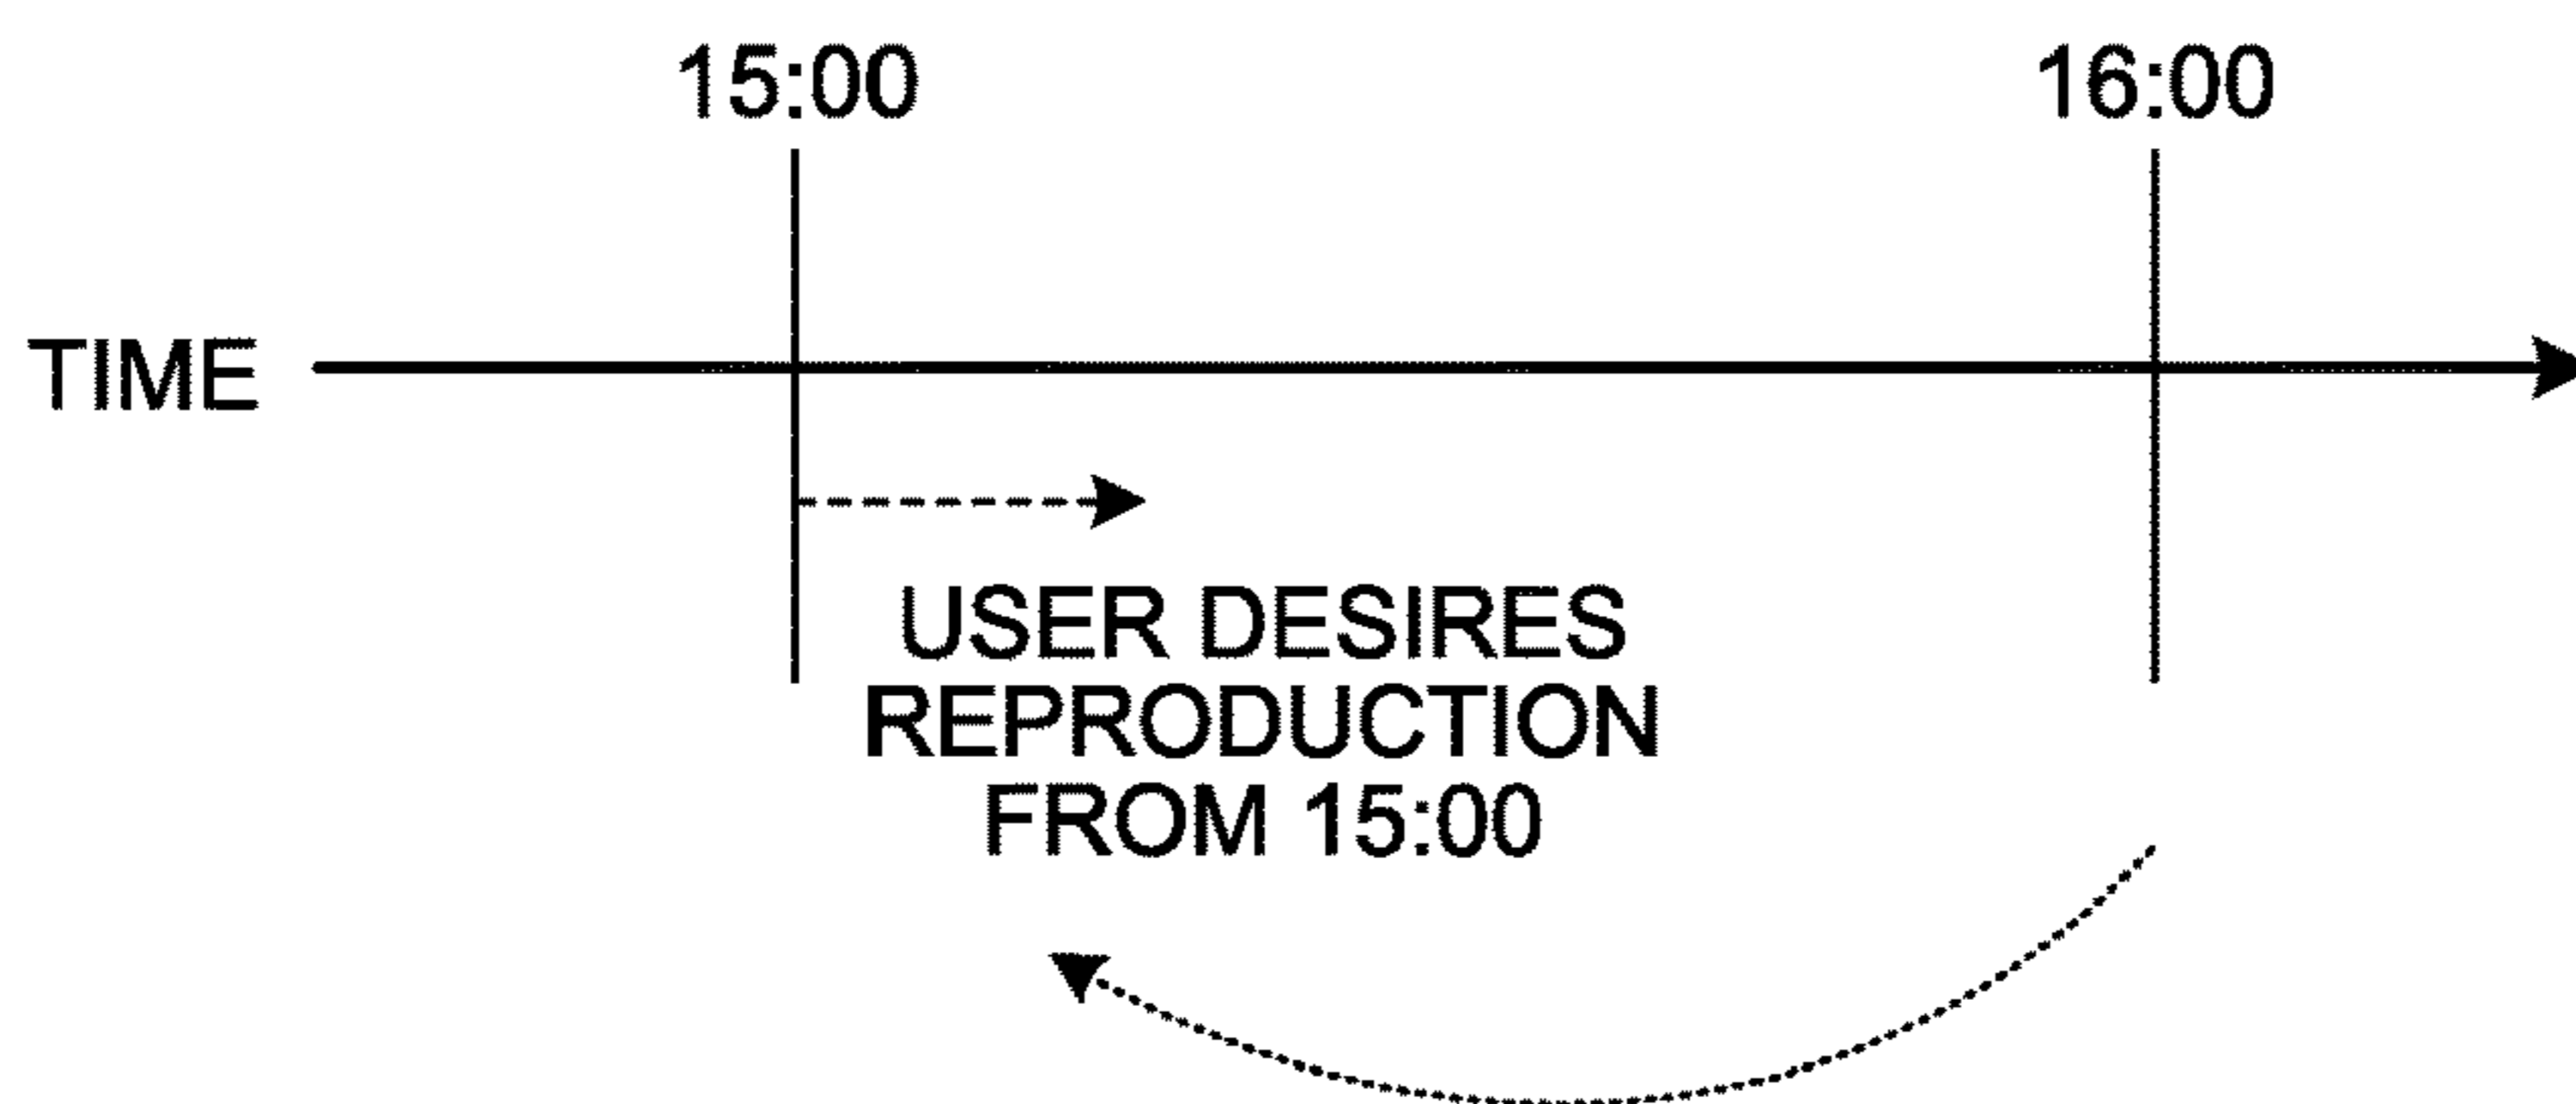 15:00
16:00
TIME
USER DESIRES
REPRODUCTION
FROM 15:00